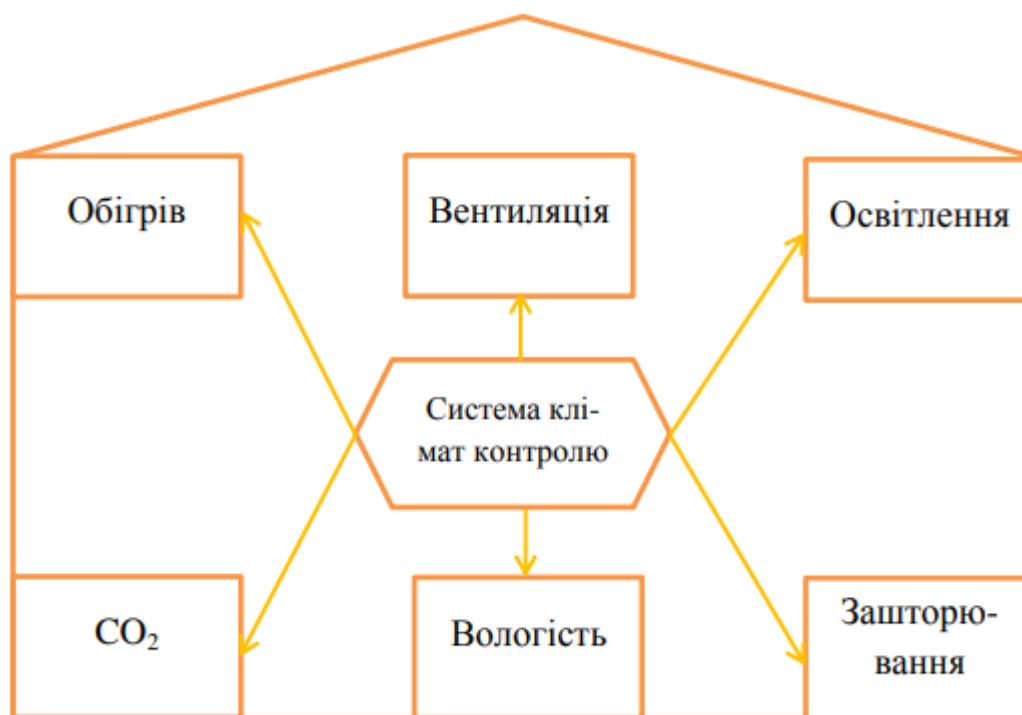 Обігрів
Вентиляція
Освітлення
Система клі-
мат контролю
CO₂
Вологість
Зашторю-
вання